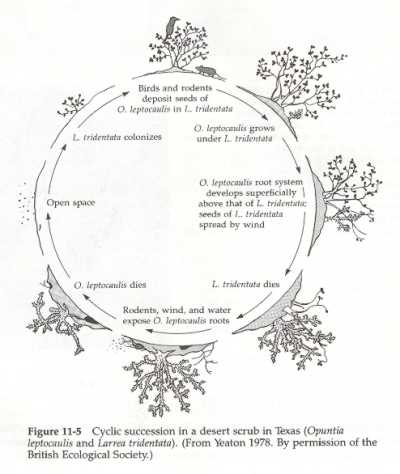 Birds and rodents
deposit seeds of
O. leptocaulis in L. tridentata
O. leptocaulis grows
under L. tridentata
L. tridentata colonizes
O. leptocaulis root system
develops superficially
above that of L. tridentata;
seeds of L. tridentata
spread by wind
Open space
O. leptocaulis dies
L. tridentata dies
Rodents, wind, and water
expose O. leptocaulis roots
Figure 11-5 Cyclic succession in a desert scrub in Texas (Opuntia
leptocaulis and Larrea tridentata). (From Yeaton 1978. By permission of the
British Ecological Society.)